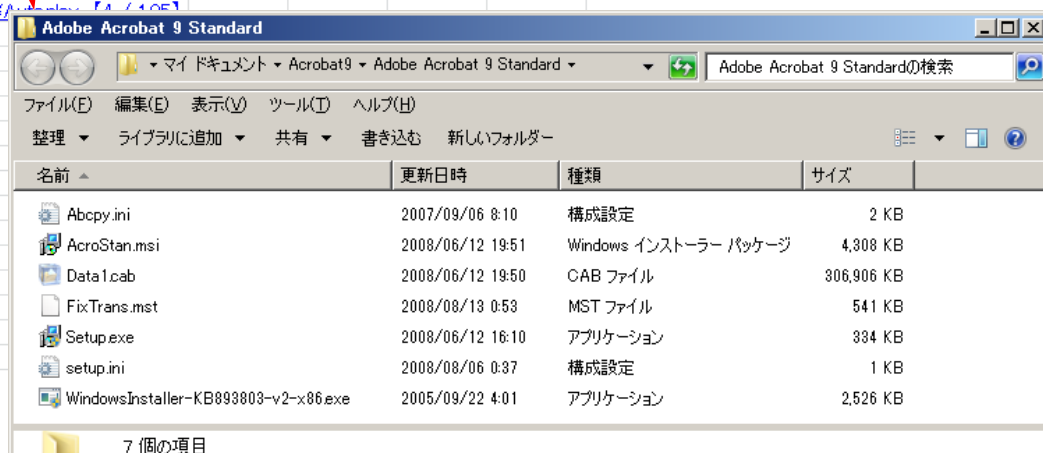 Autoplay 【4 / 195】
Adobe Acrobat 9 Standard
マイ ドキュメント Acrobat9 Adobe Acrobat 9 Standard Adobe Acrobat 9 Standardの検索
ファイル(F) 編集(E) 表示(V) ツール(T) ヘルプ(H)
整理 ライブラリに追加 共有 書き込む 新しいフォルダー
名前 更新日時 種類 サイズ
Abcpy.ini 2007/09/06 8:10 構成設定 2 KB
AcroStan.msi 2008/06/12 19:51 Windows インストーラー パッケージ 4,308 KB
Data1.cab 2008/06/12 19:50 CAB ファイル 306,906 KB
FixTrans.mst 2008/08/13 0:53 MST ファイル 541 KB
Setup.exe 2008/06/12 16:10 アプリケーション 334 KB
setup.ini 2008/08/06 0:37 構成設定 1 KB
WindowsInstaller-KB893803-v2-x86.exe 2005/09/22 4:01 アプリケーション 2,526 KB
7 個の項目